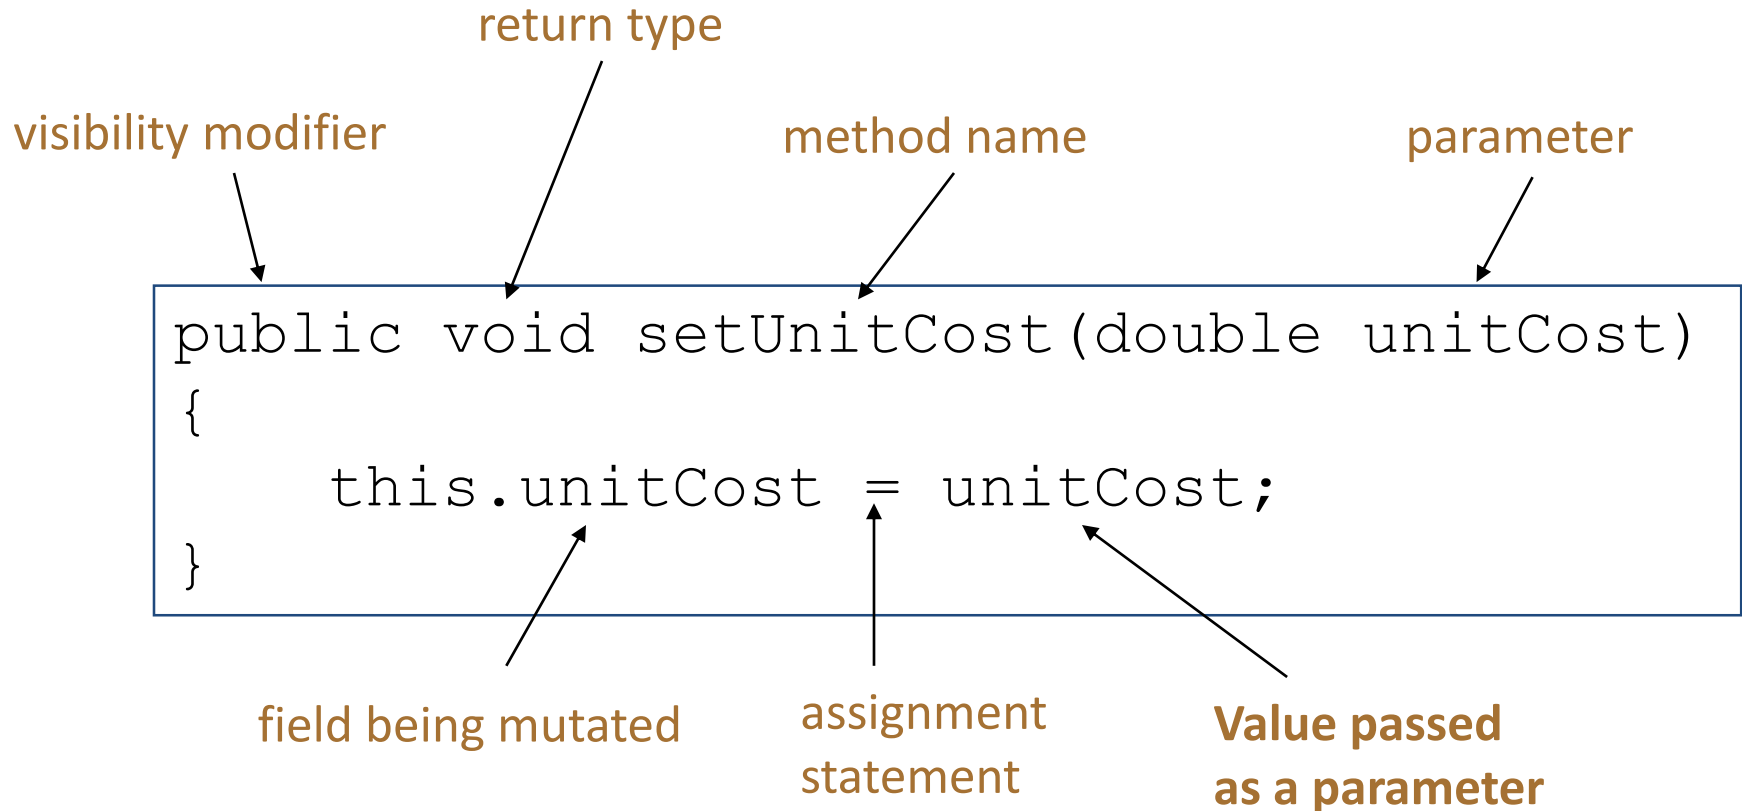 return type
visibility modifier
method name
parameter
public void setUnitCost(double unitCost)
{
this.unitCost = unitCost;
}
field being mutated
assignment
statement
Value passed
as a parameter